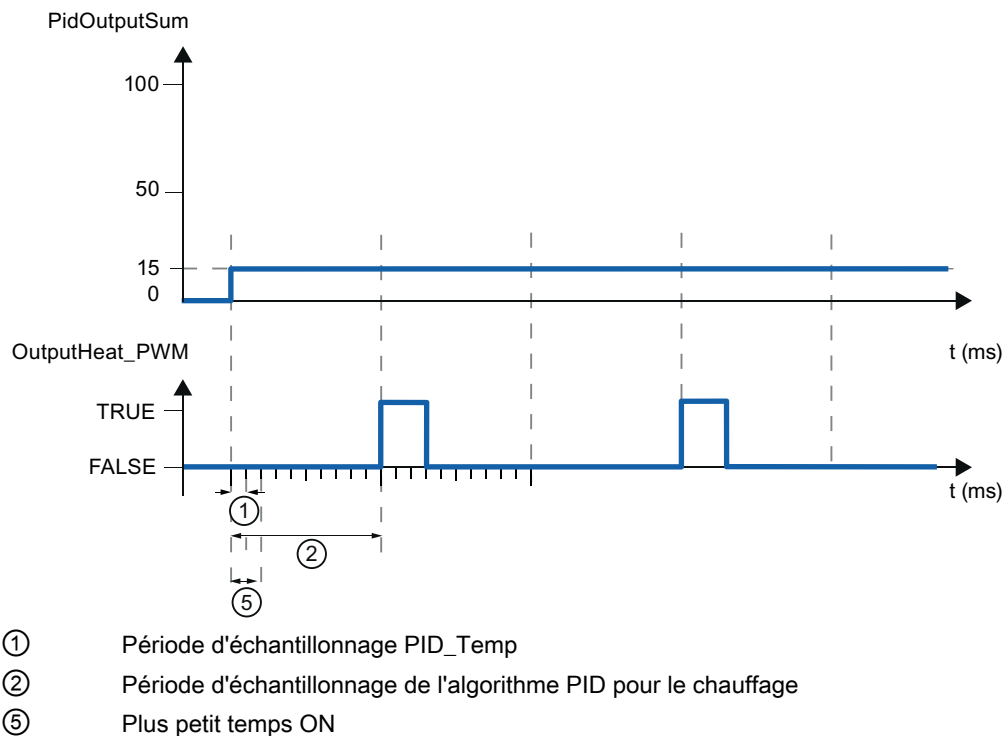 PidOutputSum
100
50
15
0
OutputHeat_PWM
t (ms)
TRUE
FALSE
t (ms)
①
②
⑤
① Période d'échantillonnage PID_Temp
② Période d'échantillonnage de l'algorithme PID pour le chauffage
⑤ Plus petit temps ON